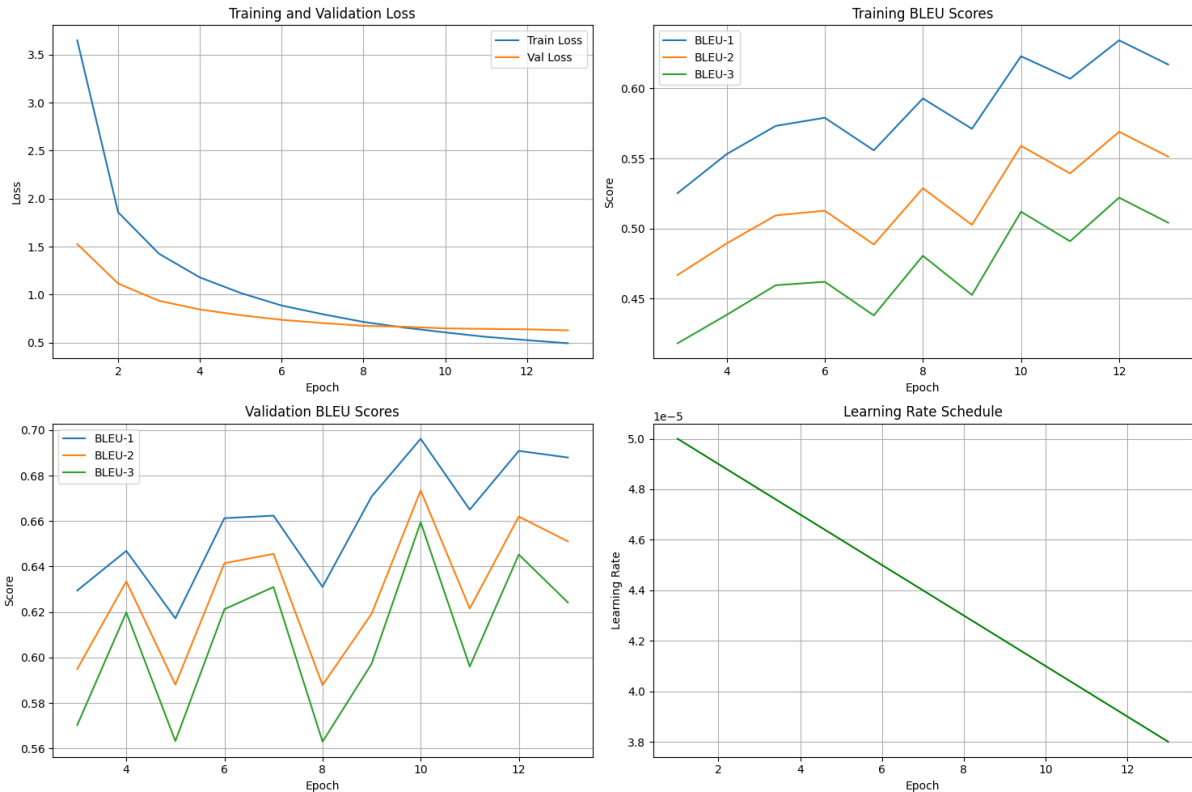 Training and Validation Loss
3.5
3.0
2.5
2.0
1.5
1.0
0.5
Loss
Train Loss
Val Loss
2
4
6
8
10
12
Epoch
Training BLEU Scores
BLEU-1
BLEU-2
BLEU-3
0.60
0.55
0.50
0.45
Score
4
6
8
10
12
Epoch
Validation BLEU Scores
BLEU-1
BLEU-2
BLEU-3
0.70
0.68
0.66
0.64
0.62
0.60
0.58
0.56
Score
4
6
8
10
12
Epoch
Learning Rate Schedule
1e−5
5.0
4.8
4.6
4.4
4.2
4.0
3.8
Learning Rate
2
4
6
8
10
12
Epoch